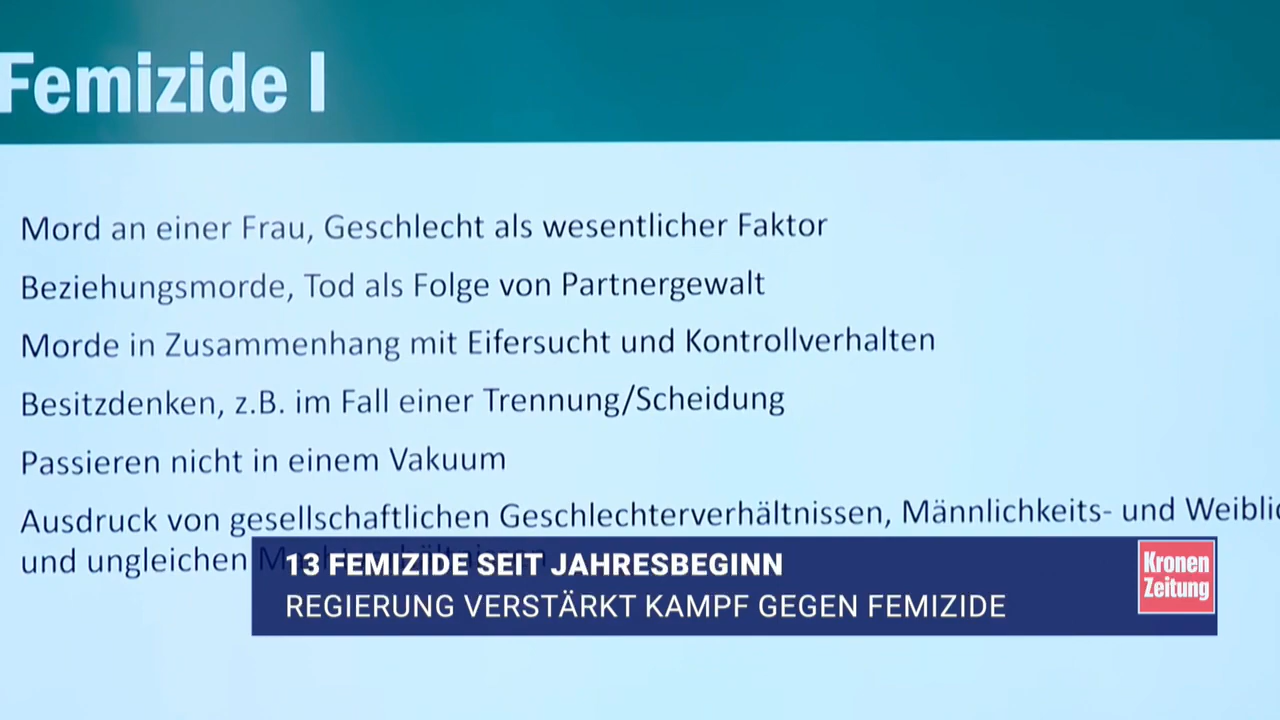 Femizide I
Mord an einer Frau, Geschlecht als wesentlicher Faktor
Beziehungsmorde, Tod als Folge von Partnergewalt
Morde in Zusammenhang mit Eifersucht und Kontrollverhalten
Besitzdenken, z.B. im Fall einer Trennung/Scheidung
Passieren nicht in einem Vakuum
Ausdruck von gesellschaftlichen Geschlechterverhältnissen, Männlichkeits- und
und ungleichen
13 FEMIZIDE SEIT JAHRESBEGINN
REGIERUNG VERSTÄRKT KAMPF GEGEN FEMIZIDE
Kronen
Zeitung